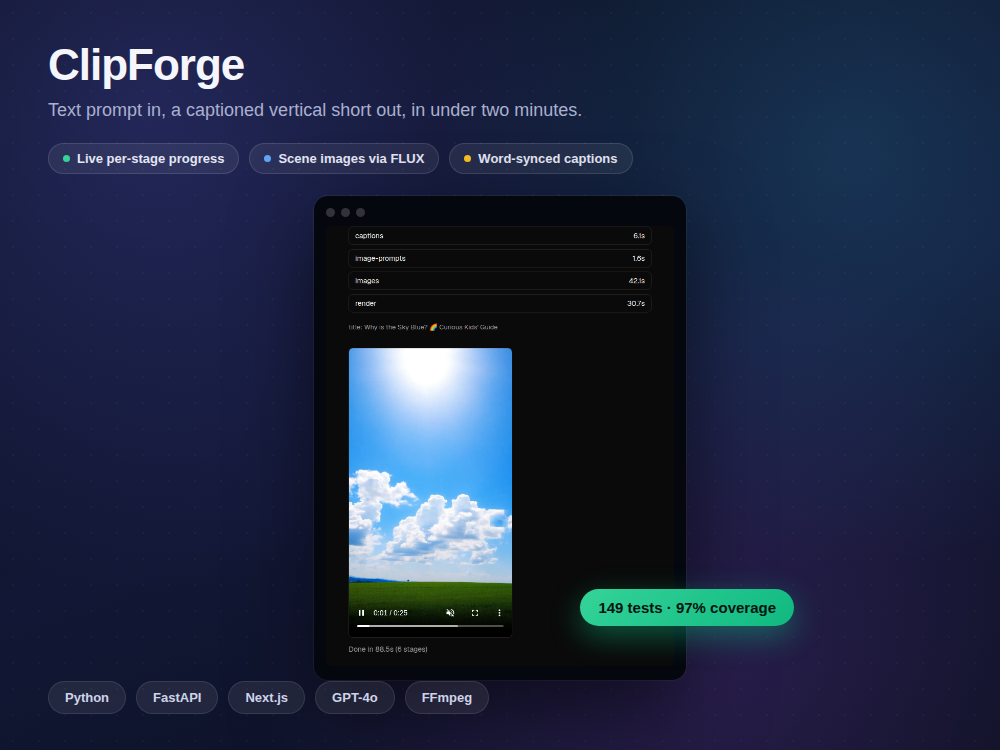 ClipForge
Text prompt in, a captioned vertical short out, in under two minutes.
Live per-stage progress
Scene images via FLUX
Word-synced captions
captions 6.1s
image-prompts 1.6s
images 42.1s
render 30.7s
title: Why is the Sky Blue? 🌈 Curious Kids' Guide
0:01 / 0:25
Done in 88.5s (6 stages)
149 tests · 97% coverage
Python
FastAPI
Next.js
GPT-4o
FFmpeg